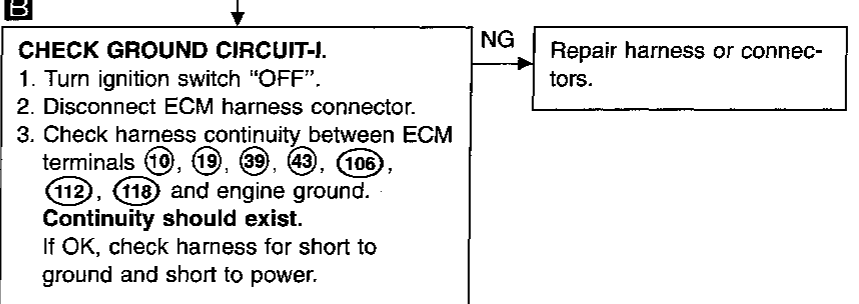 B
CHECK GROUND CIRCUIT-I.
1. Turn ignition switch “OFF”.
2. Disconnect ECM harness connector.
3. Check harness continuity between ECM
terminals 10, 19, 39, 43, 106,
112, 118 and engine ground.
Continuity should exist.
If OK, check harness for short to
ground and short to power.
NG
Repair harness or connec-
tors.